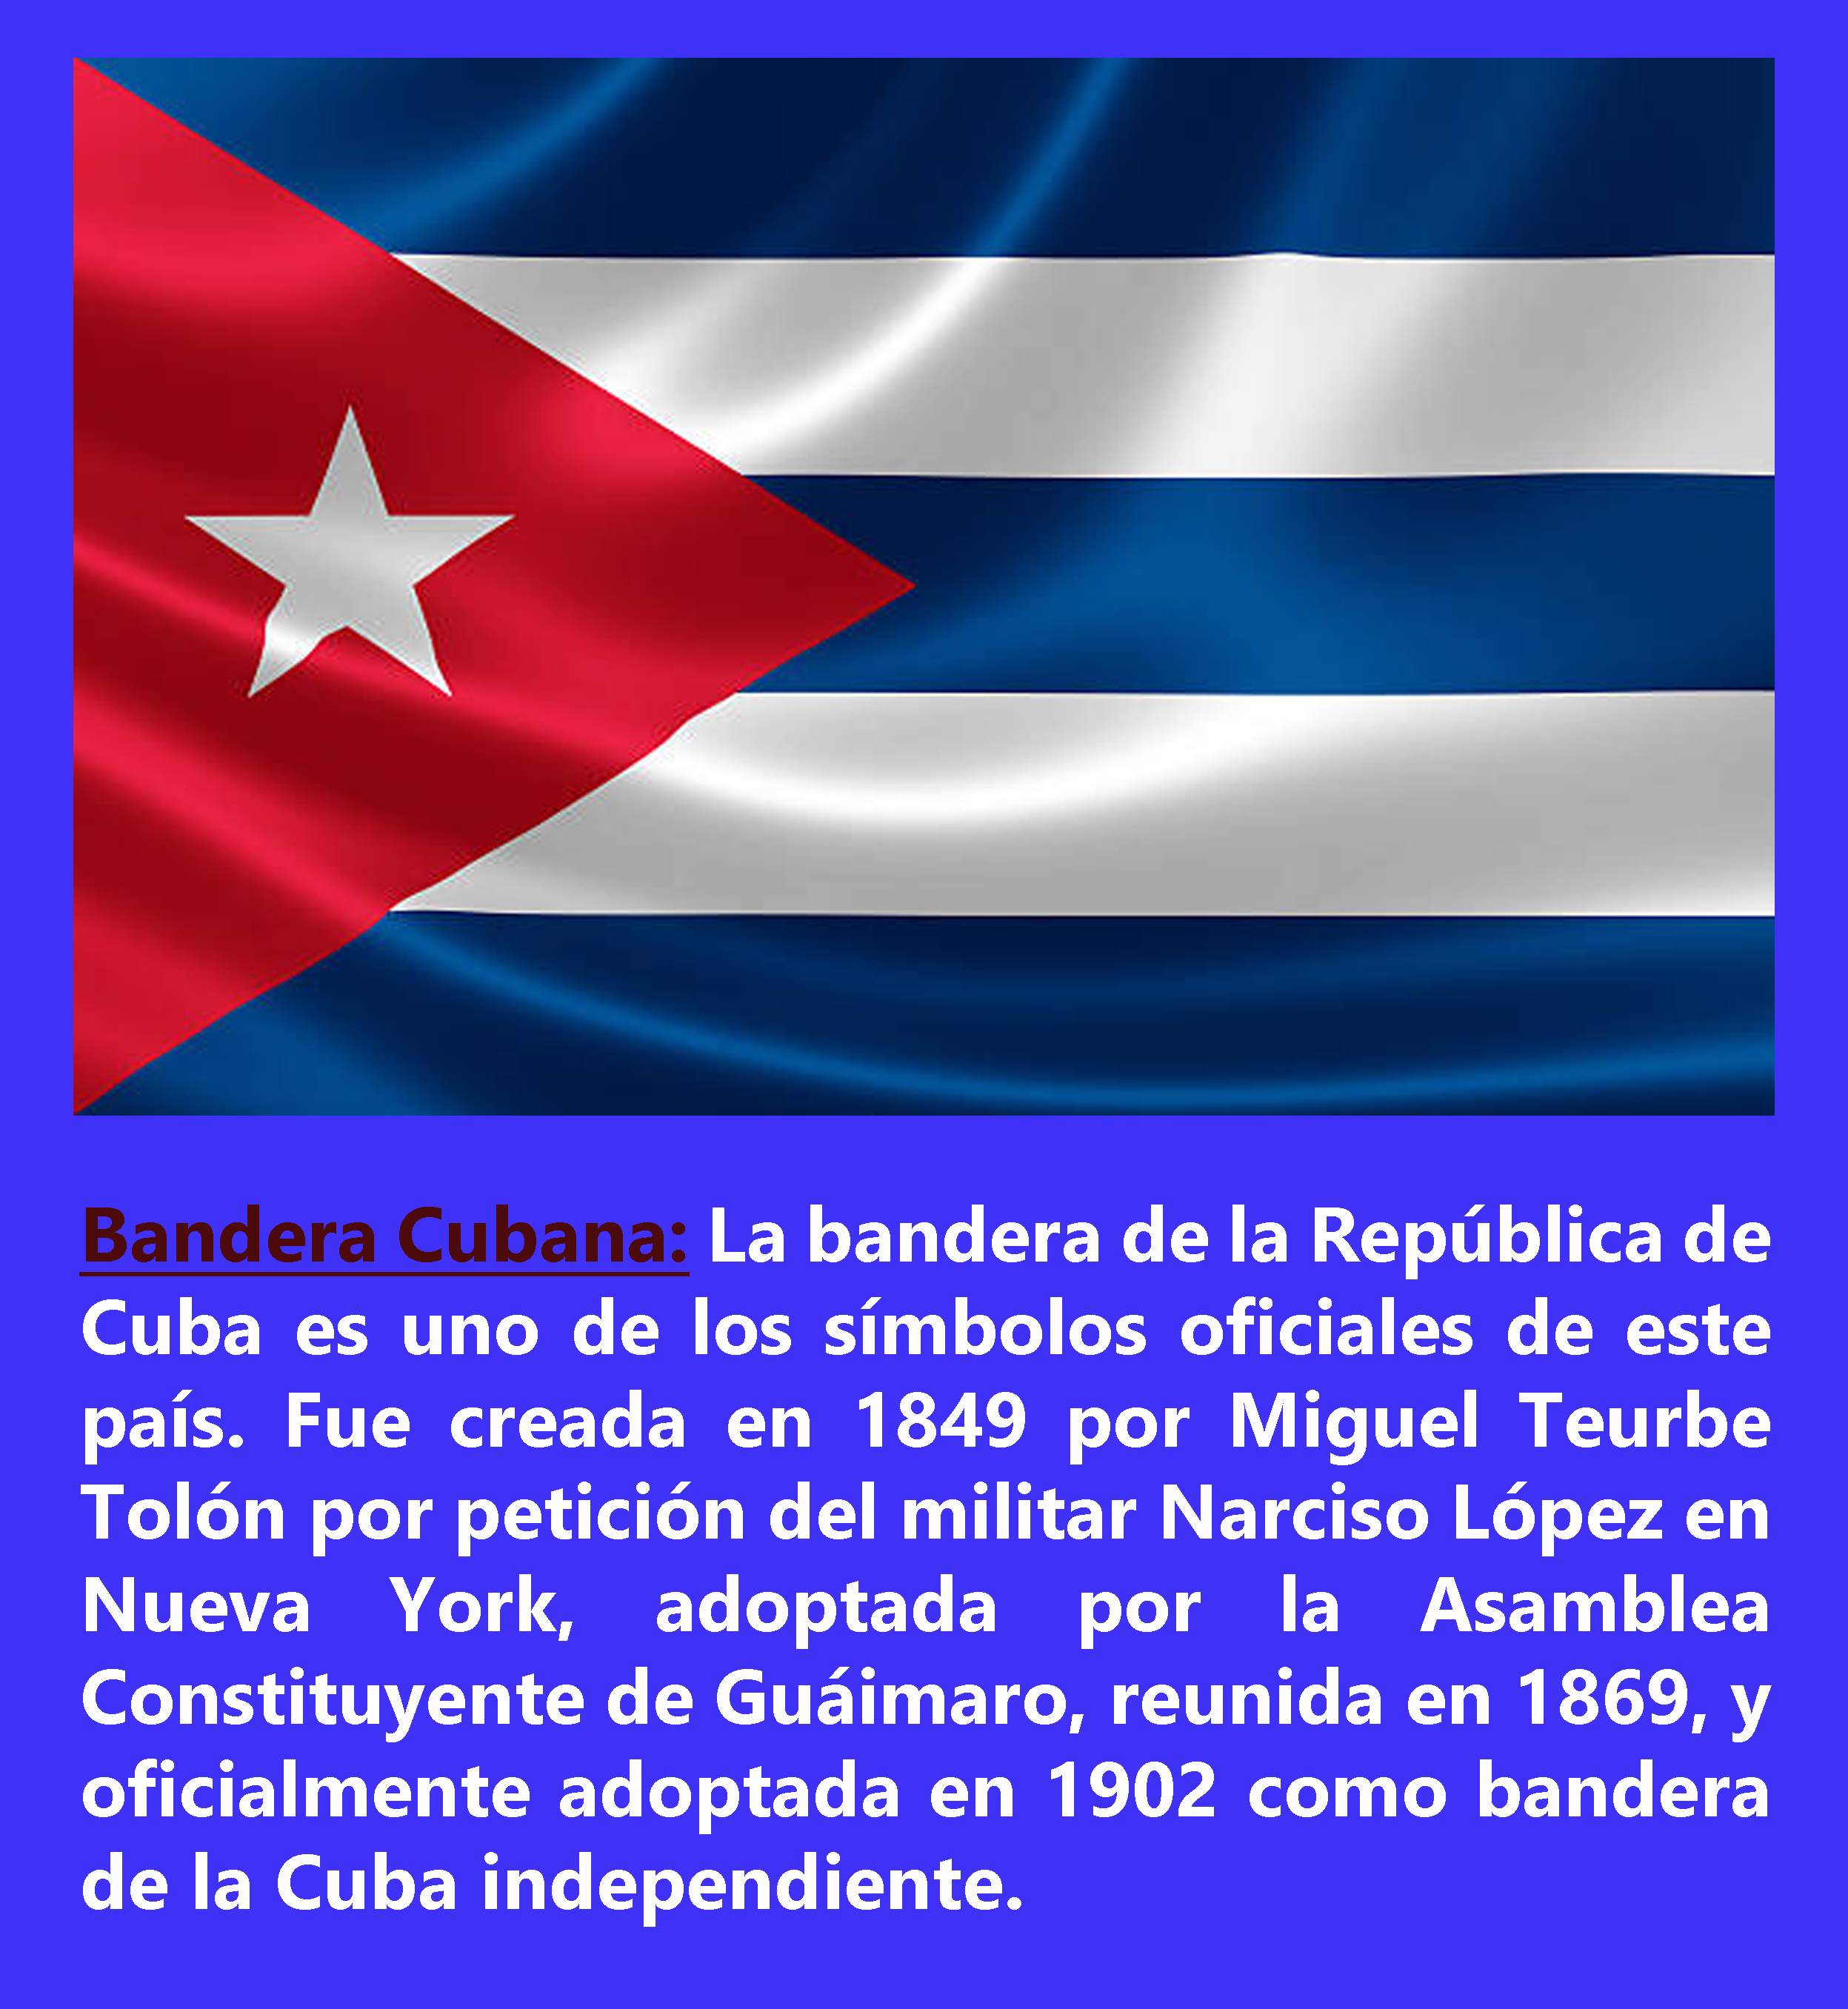 Bandera Cubana: La bandera de la República de
Cuba es uno de los símbolos oficiales de este
país. Fue creada en 1849 por Miguel Teurbe
Tolón por petición del militar Narciso López en
Nueva York, adoptada por la Asamblea
Constituyente de Guáimaro, reunida en 1869, y
oficialmente adoptada en 1902 como bandera
de la Cuba independiente.